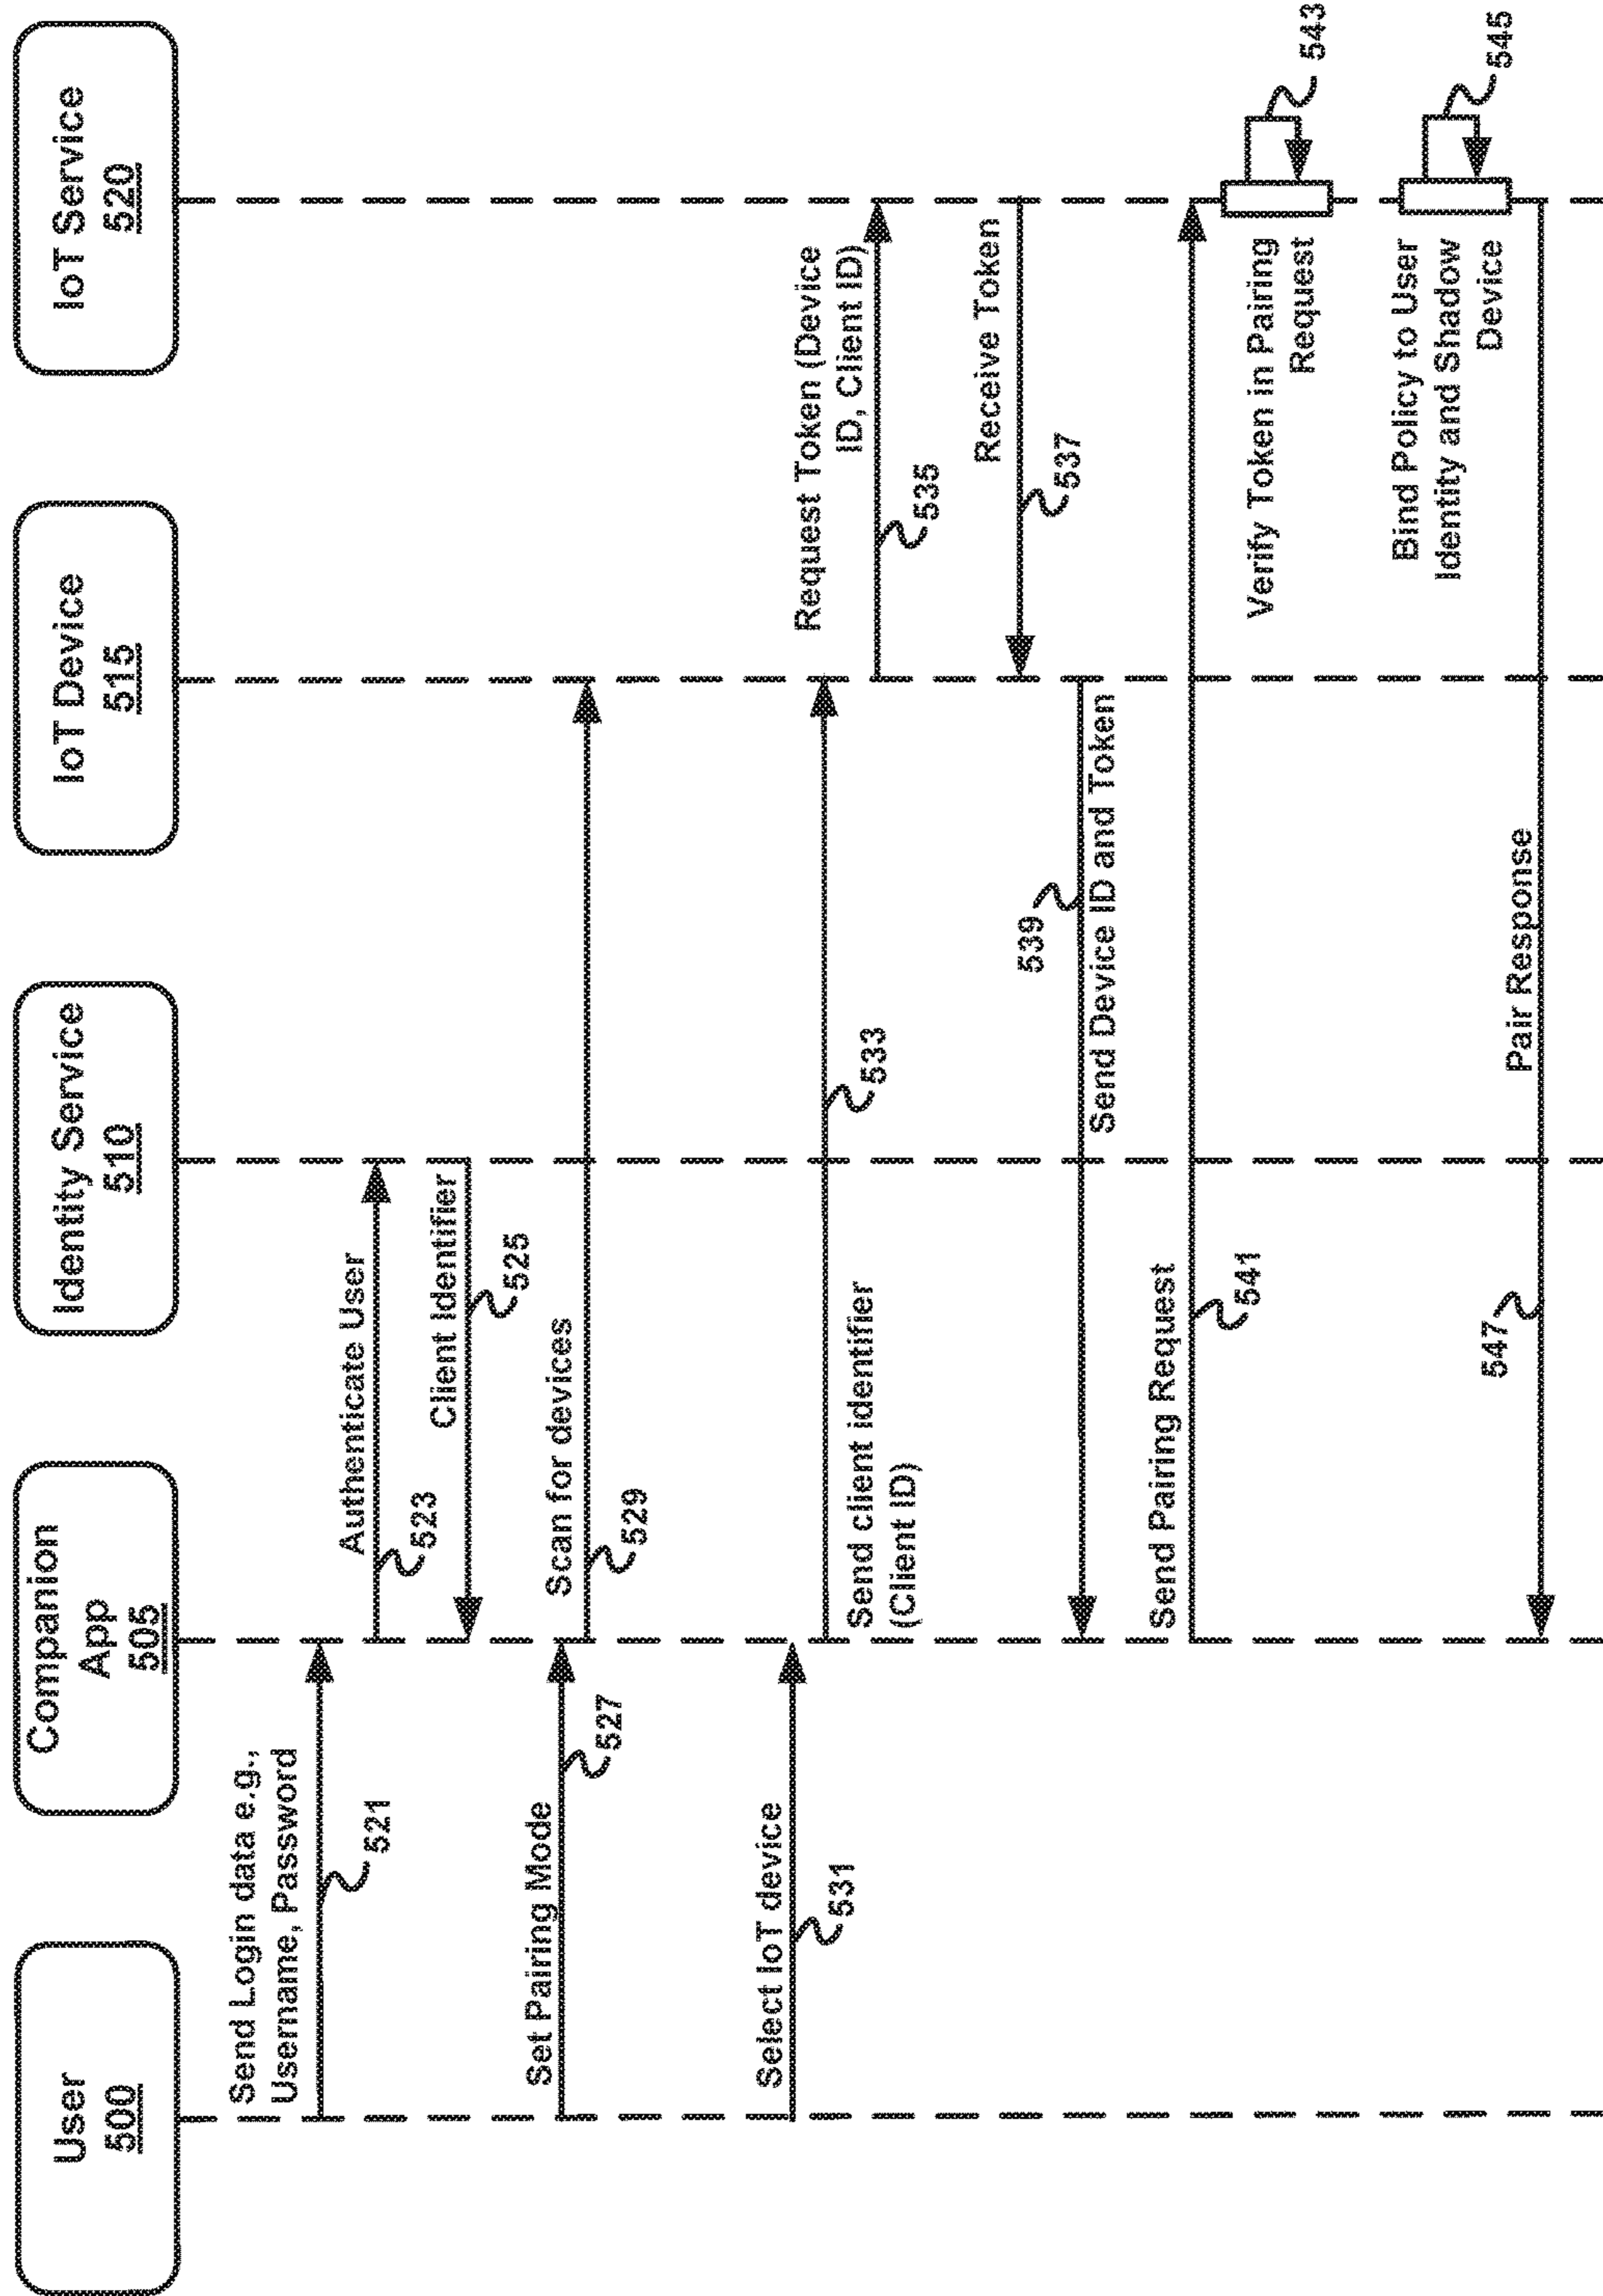 User
500
Companion
App
505
Identity Service
510
IoT Device
515
IoT Service
520
Send Login data e.g.,
Username, Password
521
Authenticate User
523
Client Identifier
525
Set Pairing Mode
527
Scan for devices
529
Select IoT device
531
Send client identifier
(Client ID)
533
Request Token (Device
ID, Client ID)
535
Receive Token
537
539
Send Device ID and Token
Send Pairing Request
541
Verify Token in Pairing
Request
543
Bind Policy to User
Identity and Shadow
Device
545
Pair Response
547